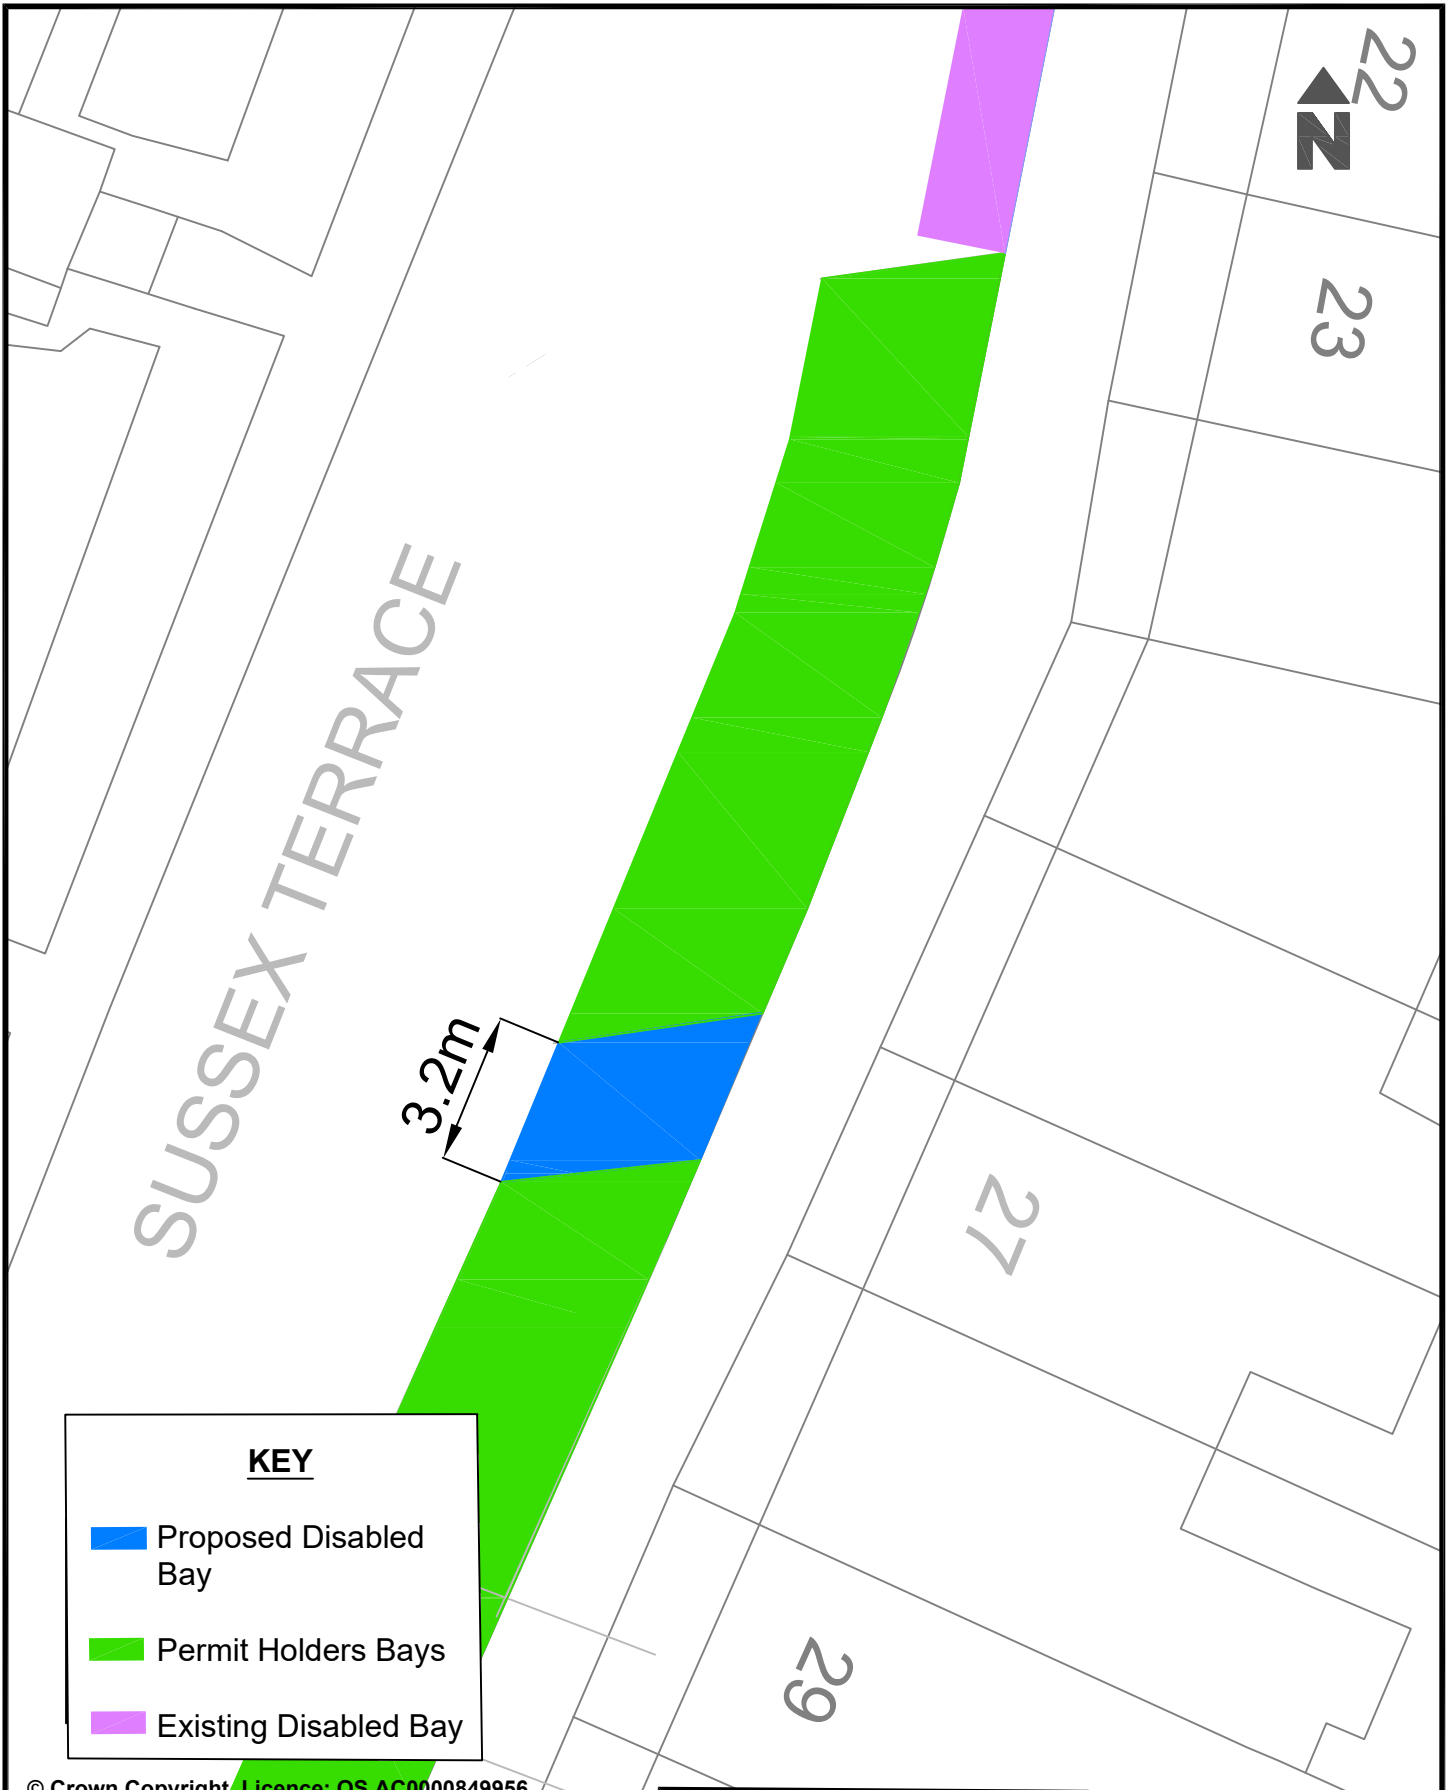 22
N
23
SUSSEX TERRACE
3.2m
27
KEY
Proposed Disabled
Bay
Permit Holders Bays
Existing Disabled Bay
29
© Crown Copyright. Licence: OS AC0000849956